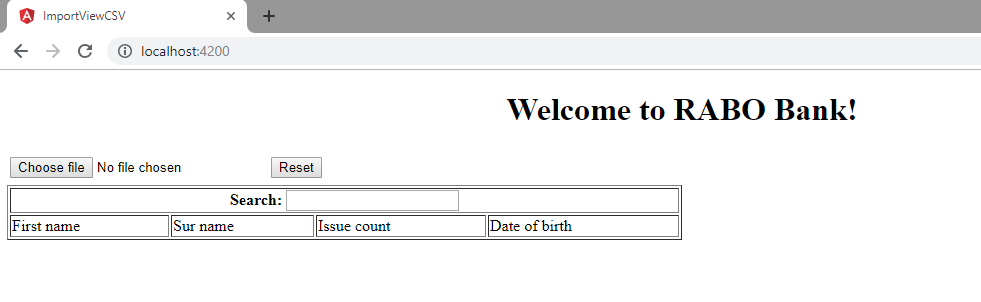 ImportViewCSV
localhost:4200
Welcome to RABO Bank!
Choose file No file chosen Reset
Search:
First name Sur name Issue count Date of birth